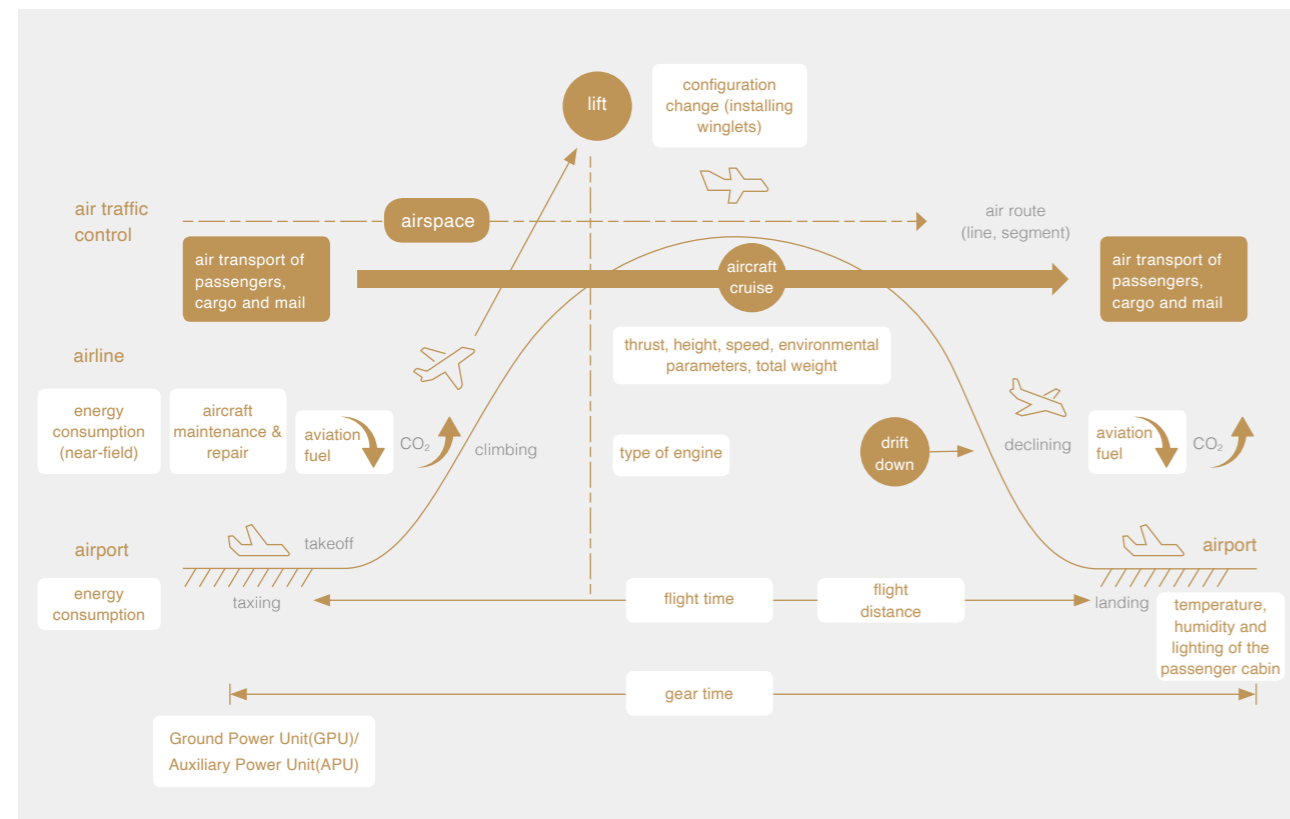 lift
configuration
change (installing
winglets)
air traffic
control
airspace
air route
(line, segment)
air transport of
passengers,
cargo and mail
aircraft
cruise
air transport of
passengers,
cargo and mail
airline
thrust, height, speed, environmental
parameters, total weight
energy
consumption
(near-field)
aircraft
maintenance &
repair
aviation
fuel
CO₂
climbing
type of engine
drift
down
declining
aviation
fuel
CO₂
airport
takeoff
airport
energy
consumption
taxiing
flight time
flight
distance
landing
temperature,
humidity and
lighting of the
passenger cabin
gear time
Ground Power Unit(GPU)/
Auxiliary Power Unit(APU)